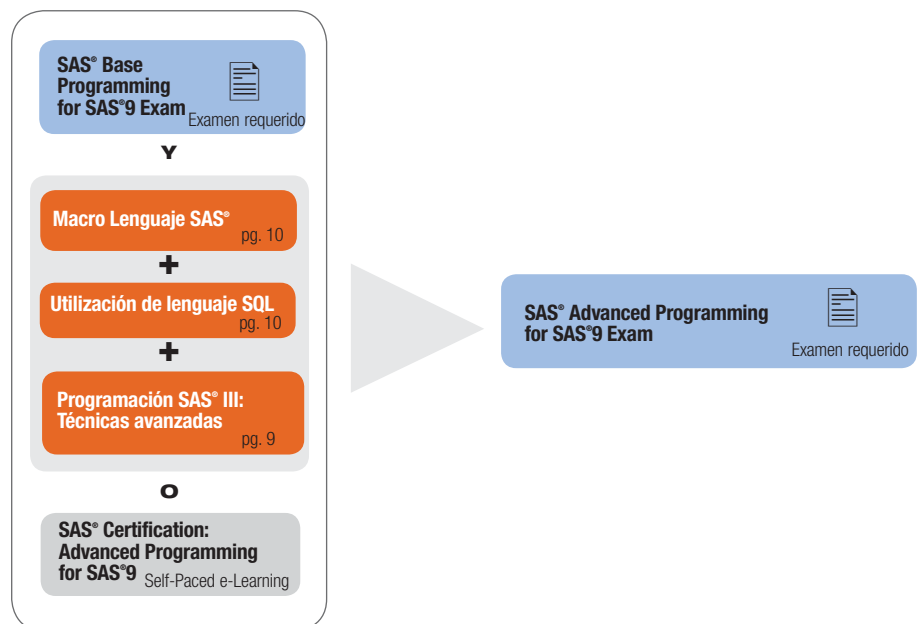 SAS® Base
Programming
for SAS®9 Exam
Examen requerido
Y
Macro Lenguaje SAS®
pg. 10
+
Utilización de lenguaje SQL
pg. 10
+
Programación SAS® III:
Técnicas avanzadas
pg. 9
O
SAS® Certification:
Advanced Programming
for SAS®9 Self-Paced e-Learning
SAS® Advanced Programming
for SAS®9 Exam
Examen requerido